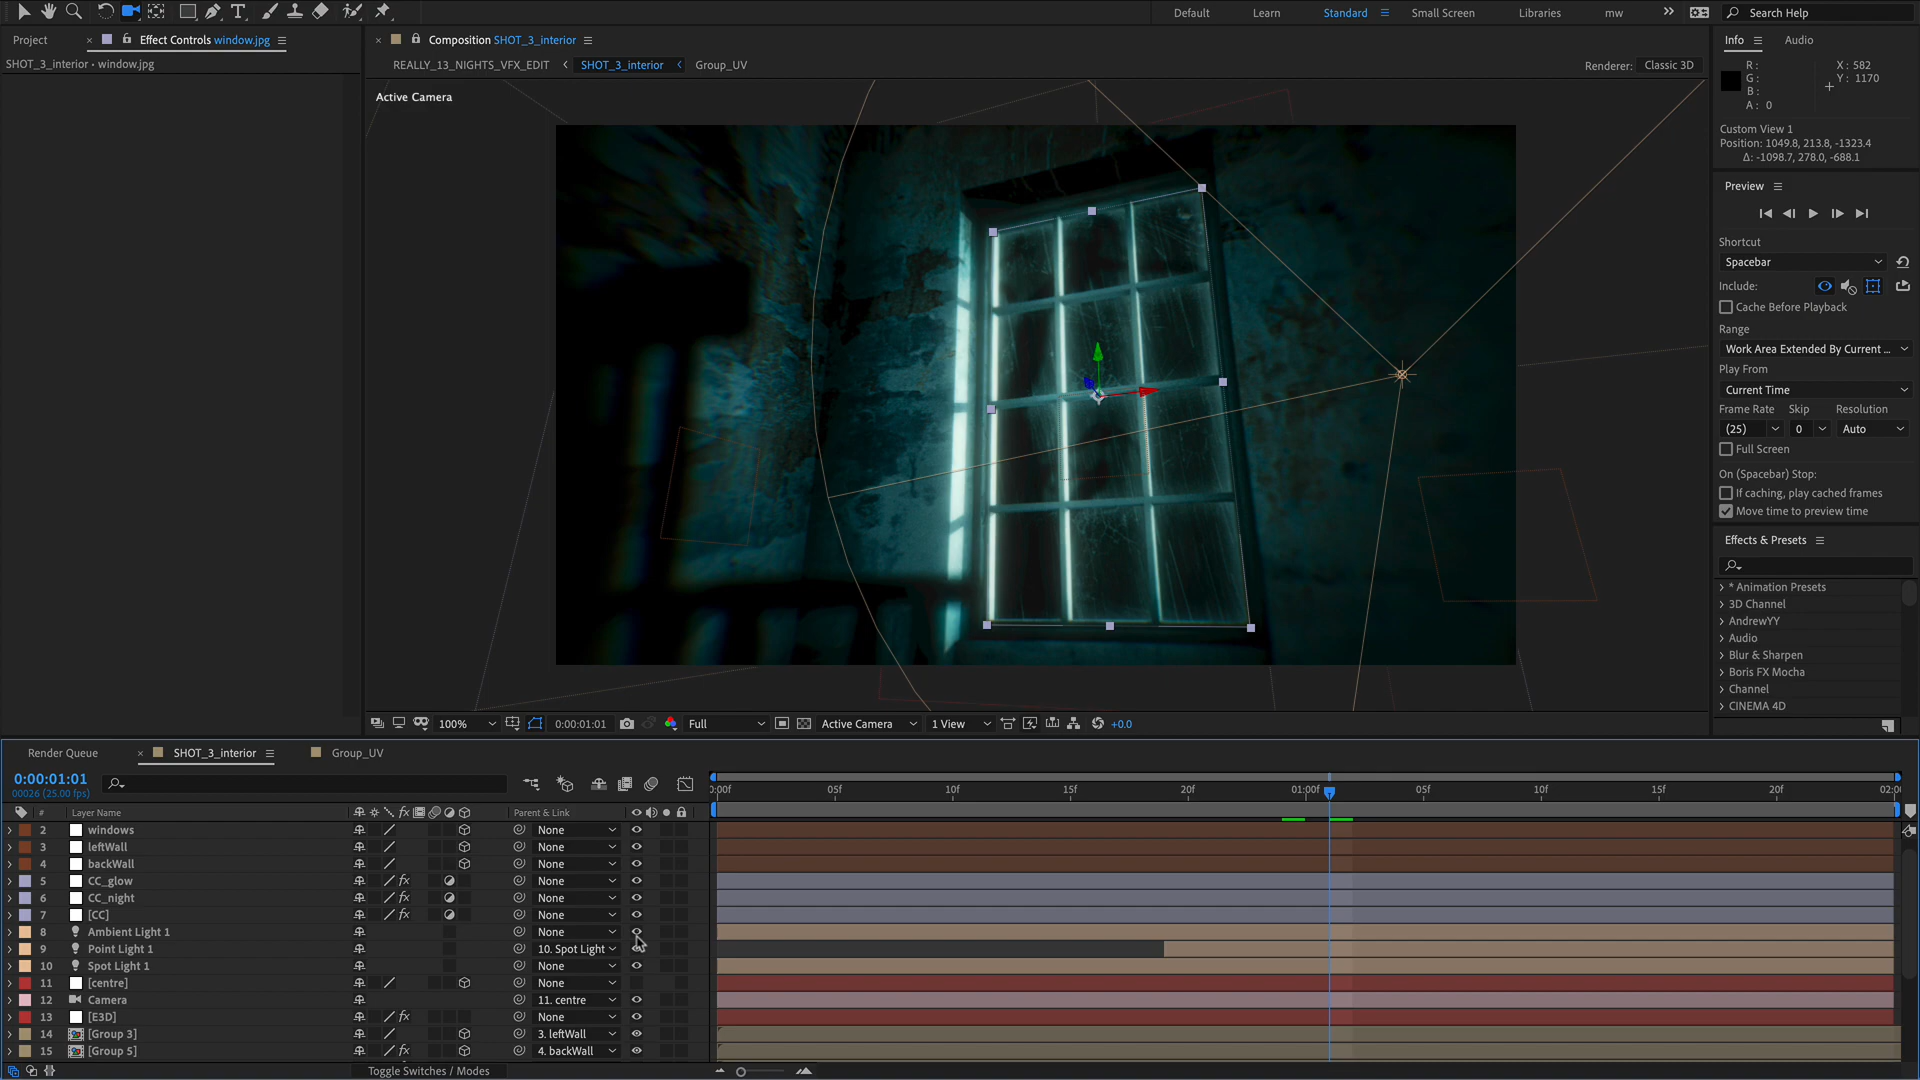 Default
Learn
Standard
Small Screen
Libraries
mw
Search Help
Project
Effect Controls window.jpg
Composition SHOT_3_interior
SHOT_3_interior • window.jpg
REALLY_13_NIGHTS_VFX_EDIT
SHOT_3_interior
Group_UV
Renderer:
Classic 3D
Active Camera
Info
Audio
R :
G :
B :
A : 0
X : 582
Y : 1170
Custom View 1
Position: 1049.8, 213.8, -1323.4
Δ: -1098.7, 278.0, -688.1
Preview
Shortcut
Spacebar
Include:
Cache Before Playback
Range
Work Area Extended By Current ...
Play From
Current Time
Frame Rate Skip Resolution
(25) 0 Auto
Full Screen
On (Spacebar) Stop:
If caching, play cached frames
Move time to preview time
Effects & Presets
* Animation Presets
3D Channel
AndrewYY
Audio
Blur & Sharpen
Boris FX Mocha
Channel
CINEMA 4D
100%
0:00:01:01
Full
Active Camera
1 View
+0.0
Render Queue
SHOT_3_interior
Group_UV
0:00:01:01
00026 (25.00 fps)
# Layer Name
fx
Parent & Link
:00f 05f 10f 15f 20f 01:00f 05f 10f 15f 20f 02:00
2 windows None
3 leftWall None
4 backWall None
5 CC_glow fx None
6 CC_night fx None
7 [CC] fx None
8 Ambient Light 1 None
9 Point Light 1 10. Spot Light
10 Spot Light 1 None
11 [centre] None
12 Camera 11. centre
13 [E3D] fx None
14 [Group 3] 3. leftWall
15 [Group 5] fx 4. backWall
Toggle Switches / Modes